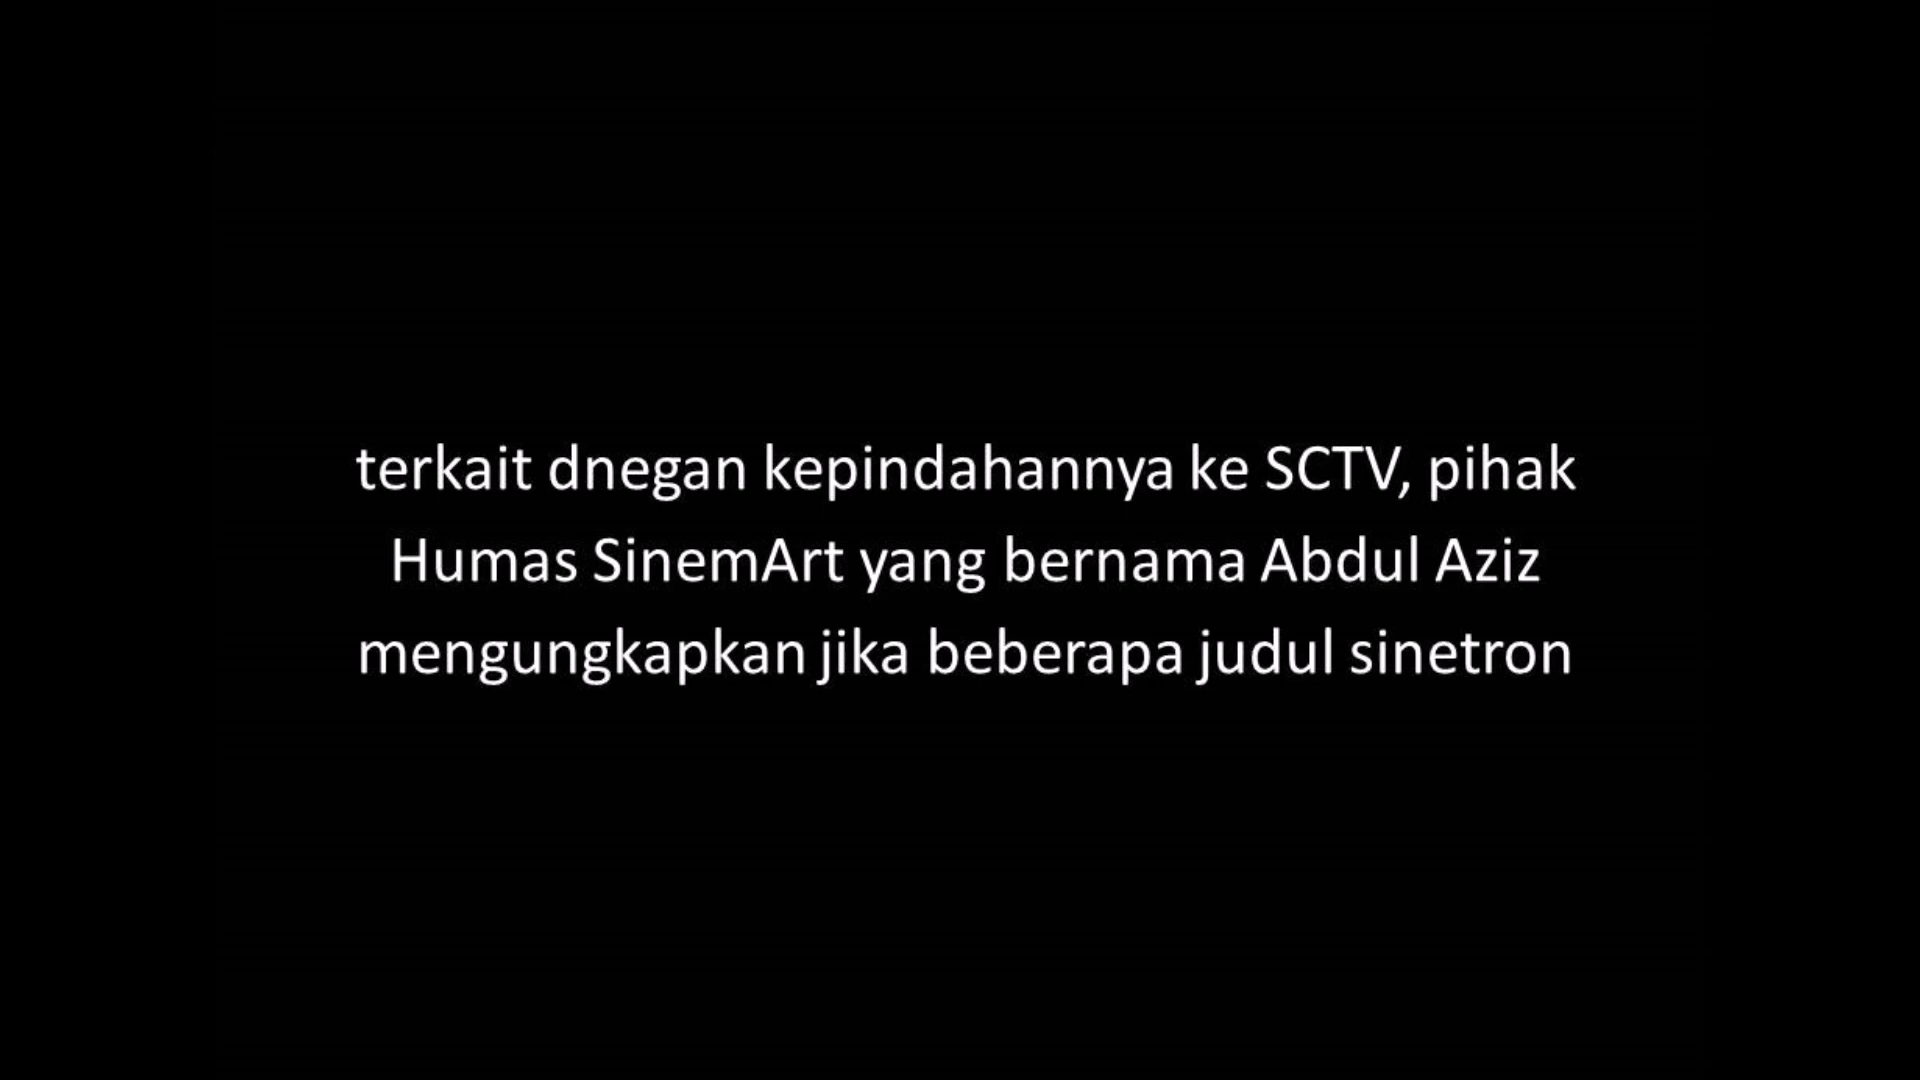 terkait dnegan kepindahannya ke SCTV, pihak
Humas SinemArt yang bernama Abdul Aziz
mengungkapkan jika beberapa judul sinetron